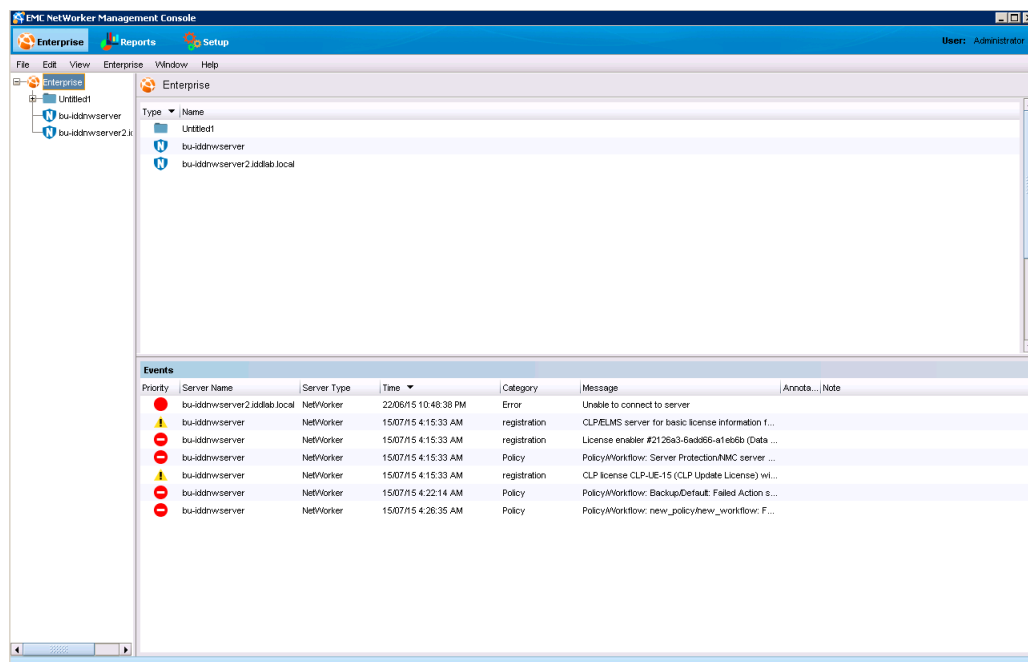 EMC NetWorker Management Console
Enterprise Reports Setup User: Administrator
File Edit View Enterprise Window Help
Enterprise
Untitled1
bu-iddnwserver
bu-iddnwserver2.ic
Enterprise
Type Name
Untitled1
bu-iddnwserver
bu-iddnwserver2.iddlab.local
Events
Priority Server Name Server Type Time Category Message Annota... Note
bu-iddnwserver2.iddlab.local NetWorker 22/06/15 10:48:38 PM Error Unable to connect to server
bu-iddnwserver NetWorker 15/07/15 4:15:33 AM registration CLP/ELMS server for basic license information f...
bu-iddnwserver NetWorker 15/07/15 4:15:33 AM registration License enabler #2126a3-6add66-a1eb6b (Data ...
bu-iddnwserver NetWorker 15/07/15 4:15:33 AM Policy Policy/Workflow: Server Protection/NMC server ...
bu-iddnwserver NetWorker 15/07/15 4:15:33 AM registration CLP license CLP-UE-15 (CLP Update License) wi...
bu-iddnwserver NetWorker 15/07/15 4:22:14 AM Policy Policy/Workflow: Backup/Default: Failed Action s...
bu-iddnwserver NetWorker 15/07/15 4:26:35 AM Policy Policy/Workflow: new_policy/new_workflow: F...